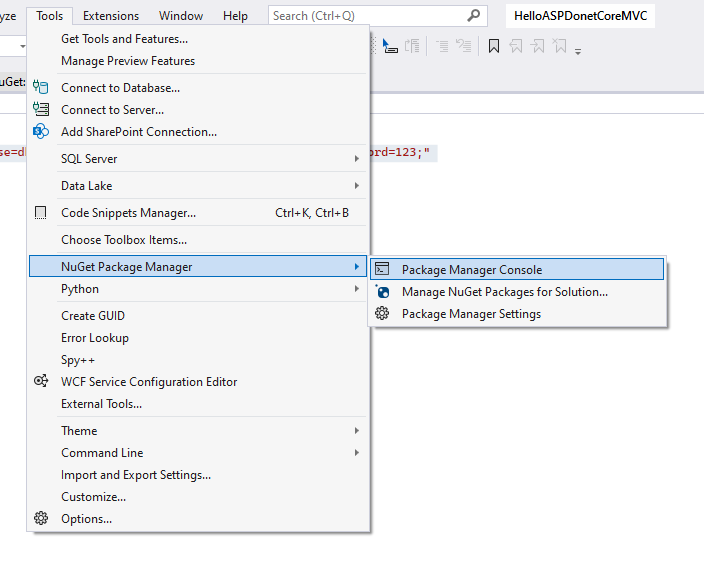 yze Tools Extensions Window Help Search (Ctrl+Q) HelloASPDonetCoreMVC
Get Tools and Features...
Manage Preview Features
uGet:
Connect to Database...
Connect to Server...
Add SharePoint Connection...
se=d ord=123;"
SQL Server
Data Lake
Code Snippets Manager... Ctrl+K, Ctrl+B
Choose Toolbox Items...
NuGet Package Manager
Package Manager Console
Python
Manage NuGet Packages for Solution...
Package Manager Settings
Create GUID
Error Lookup
Spy++
WCF Service Configuration Editor
External Tools...
Theme
Command Line
Import and Export Settings...
Customize...
Options...